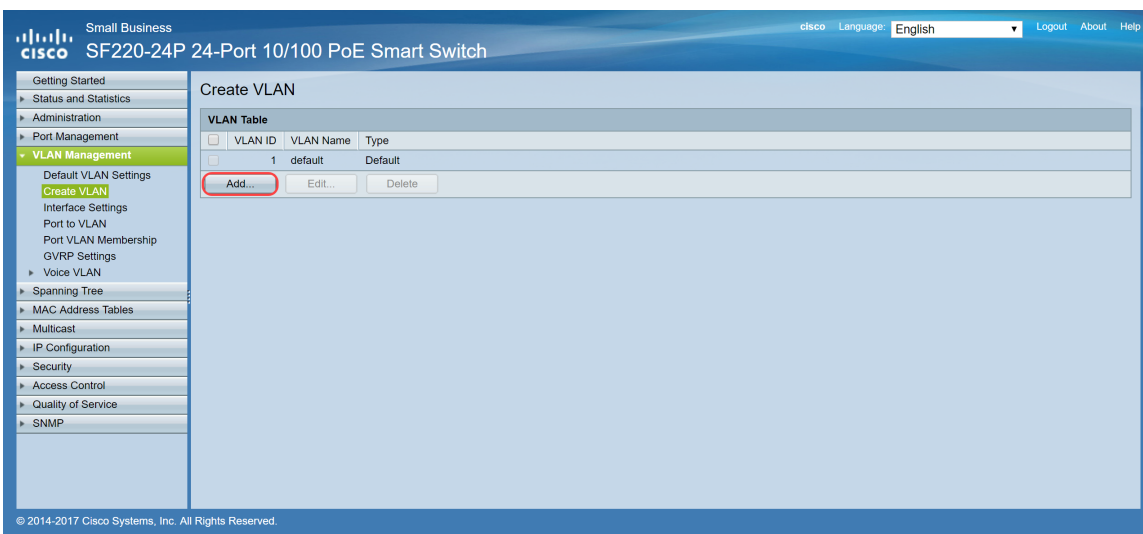 Small Business
cisco Language: English Logout About Help
cisco SF220-24P 24-Port 10/100 PoE Smart Switch
Getting Started
Status and Statistics
Administration
Port Management
VLAN Management
Default VLAN Settings
Create VLAN
Interface Settings
Port to VLAN
Port VLAN Membership
GVRP Settings
Voice VLAN
Spanning Tree
MAC Address Tables
Multicast
IP Configuration
Security
Access Control
Quality of Service
SNMP
Create VLAN
VLAN Table
VLAN ID VLAN Name Type
1 default Default
Add... Edit... Delete
© 2014-2017 Cisco Systems, Inc. All Rights Reserved.